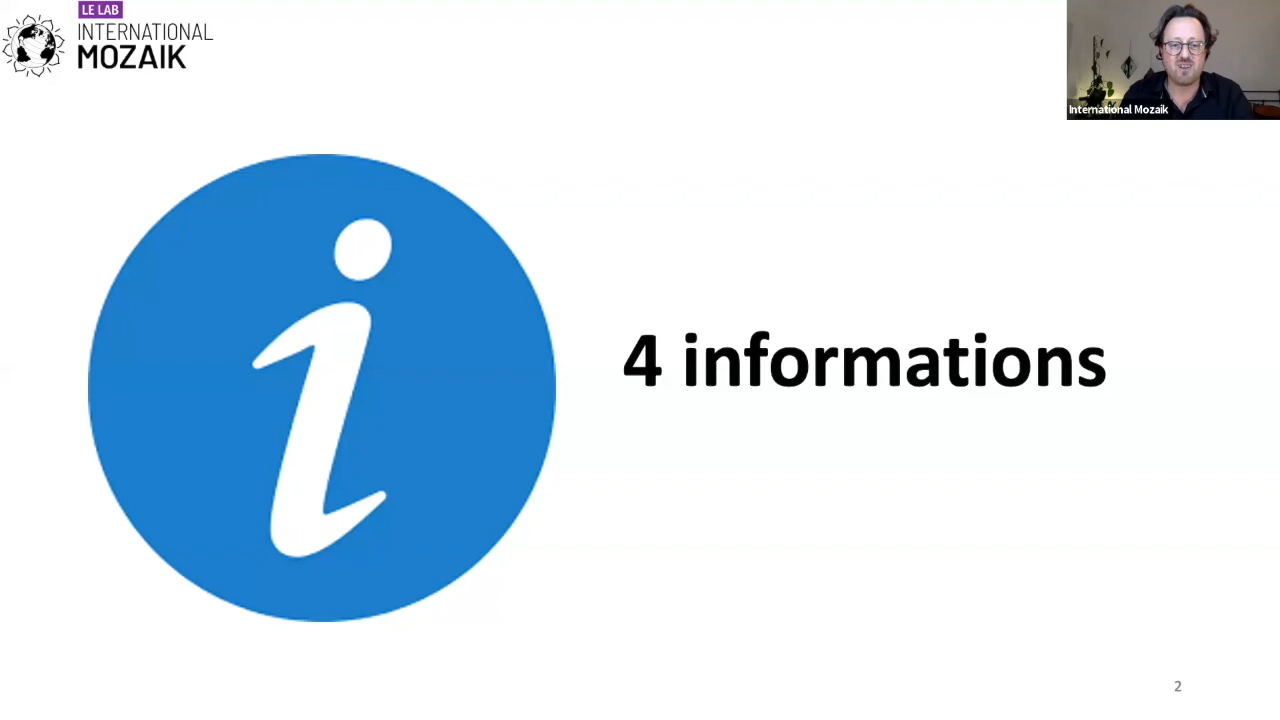 LE LAB
INTERNATIONAL
MOZAIK
International Mozaik
4 informations
2